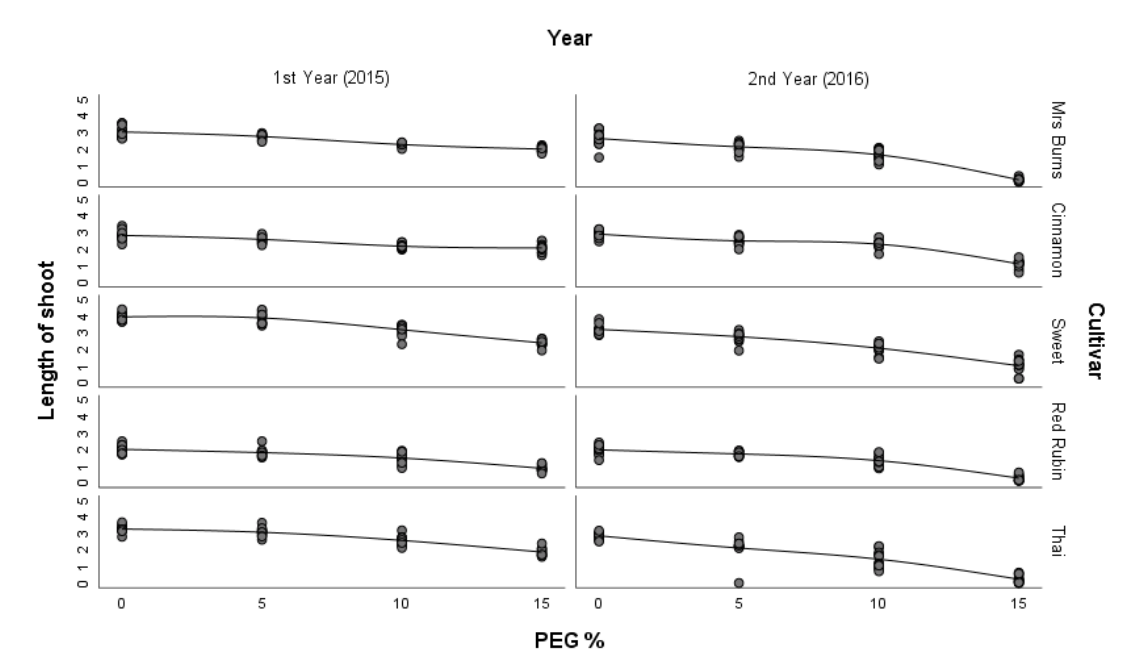 Year
1st Year (2015)
2nd Year (2016)
5
4
3
2
1
0
Mrs Burns
5
4
3
2
1
0
Cinnamon
5
4
3
2
1
0
Sweet
5
4
3
2
1
0
Red Rubin
5
4
3
2
1
0
Thai
Length of shoot
Cultivar
0 5 10 15 0 5 10 15
PEG %